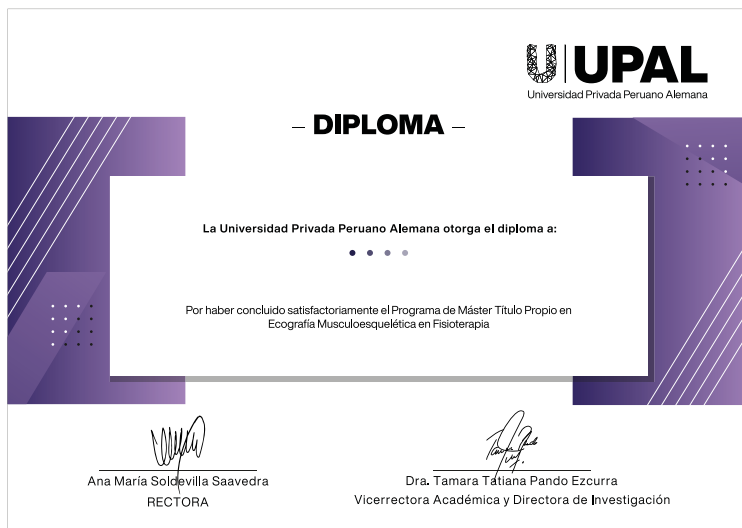 UPAL
Universidad Privada Peruano Alemana
– DIPLOMA –
La Universidad Privada Peruano Alemana otorga el diploma a:
Por haber concluido satisfactoriamente el Programa de Máster Título Propio en
Ecografía Musculoesquelética en Fisioterapia
Ana María Soldevilla Saavedra
RECTORA
Dra. Tamara Tatiana Pando Ezcurra
Vicerrectora Académica y Directora de Investigación